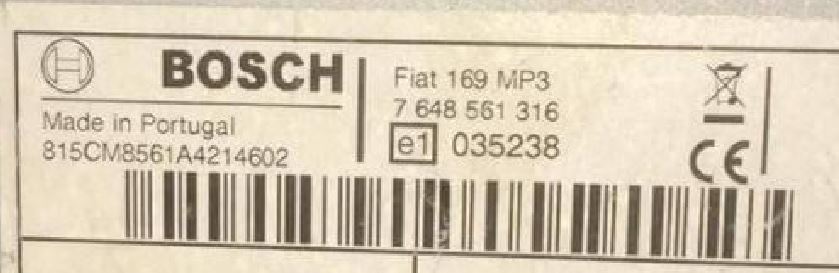 BOSCH
Made in Portugal
815CM8561A4214602
Fiat 169 MP3
7 648 561 316
e1 035238
CE